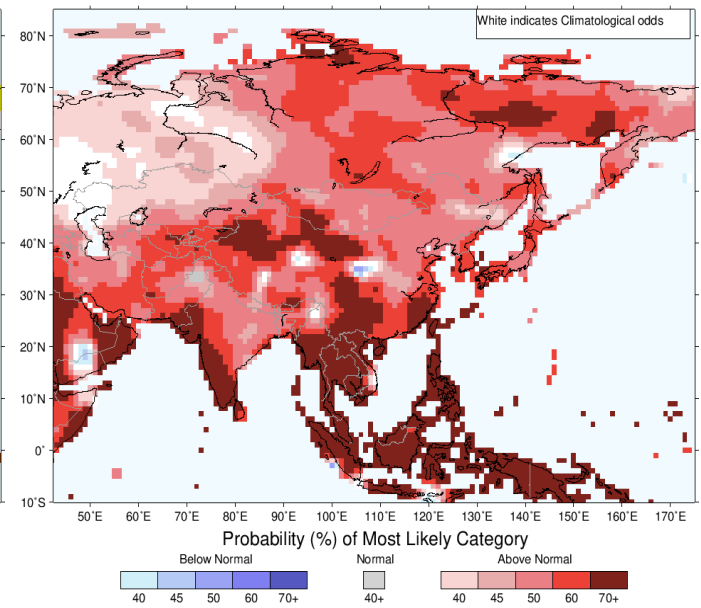 White indicates Climatological odds
80°N
70°N
60°N
50°N
40°N
30°N
20°N
10°N
0°
10°S
50°E 60°E 70°E 80°E 90°E 100°E 110°E 120°E 130°E 140°E 150°E 160°E 170°E
Probability (%) of Most Likely Category
Below Normal Normal Above Normal
40 45 50 60 70+ 40+ 40 45 50 60 70+